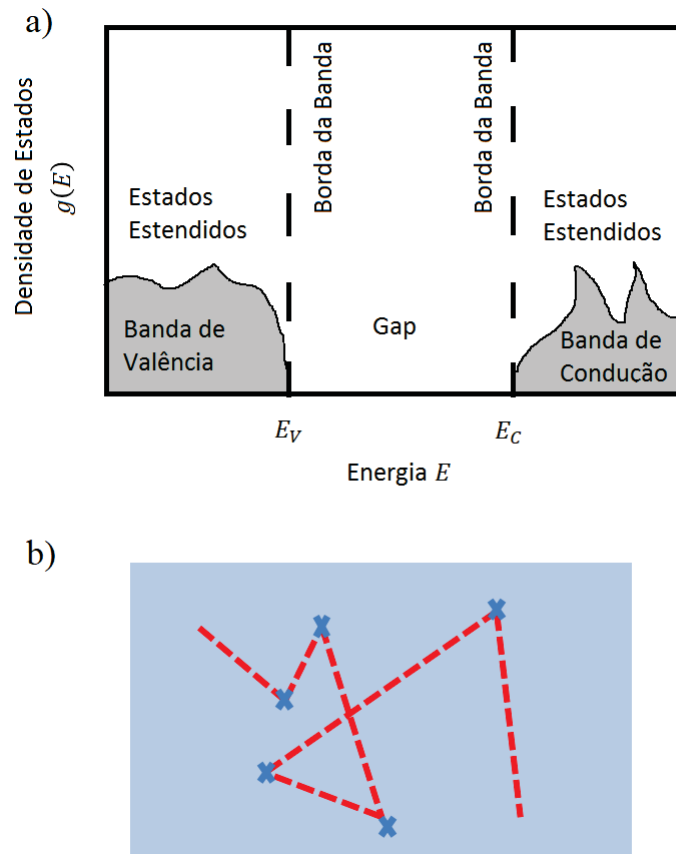 a)
Densidade de Estados
g(E)
Borda da Banda
Borda da Banda
Estados
Estendidos
Estados
Estendidos
Banda de
Valência
Gap
Banda de
Condução
E_V
E_C
Energia E
b)